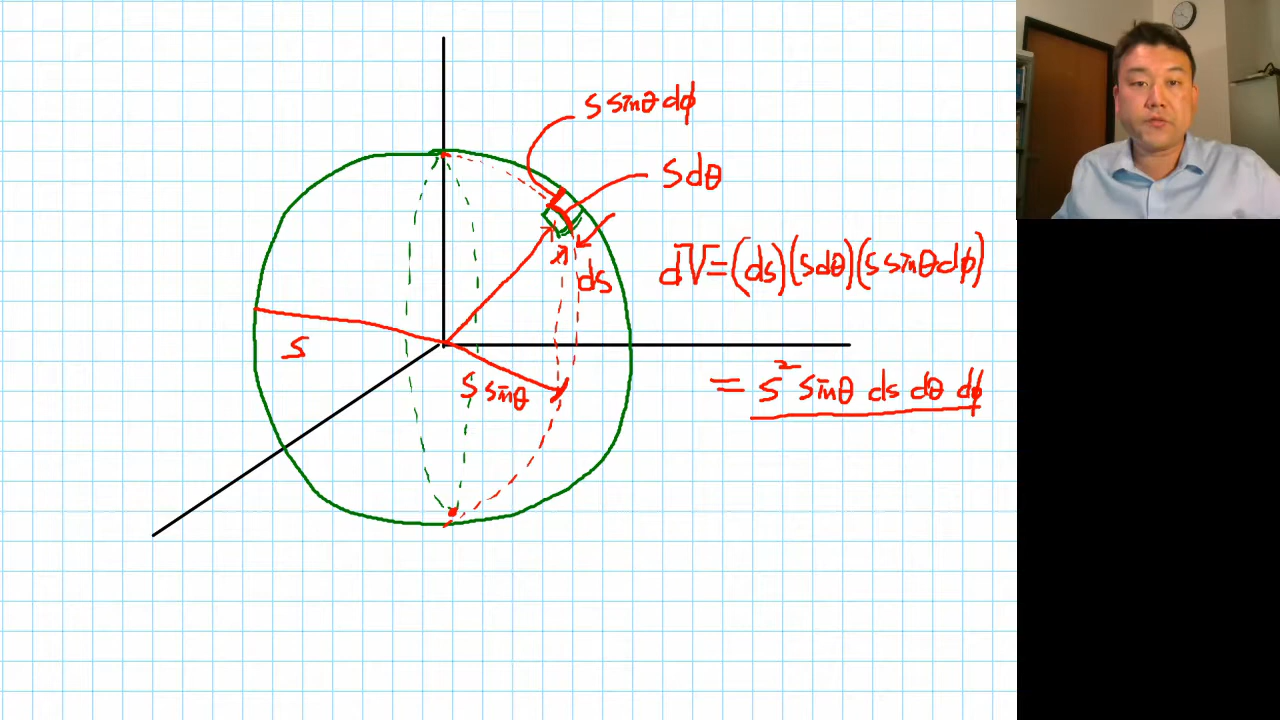 s sinθ dϕ
s dθ
ds
dV = (ds)(s dθ)(s sinθ dϕ)
s
s sinθ
= s² sinθ ds dθ dϕ